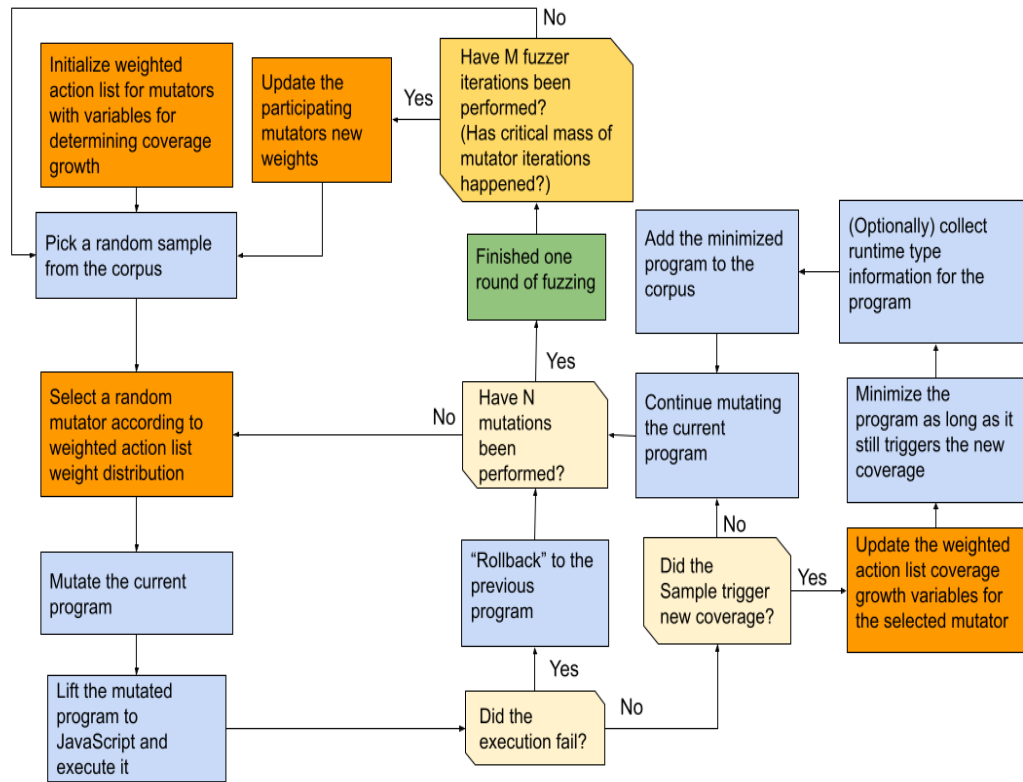 No
Initialize weighted
action list for mutators
with variables for
determining coverage
growth
Update the
participating
mutators new
weights
Yes
Have M fuzzer
iterations been
performed?
(Has critical mass of
mutator iterations
happened?)
Pick a random sample
from the corpus
Finished one
round of fuzzing
Add the minimized
program to the
corpus
(Optionally) collect
runtime type
information for the
program
Yes
Select a random
mutator according to
weighted action list
weight distribution
No
Have N
mutations
been
performed?
Continue mutating
the current
program
Minimize the
program as long as it
still triggers the new
coverage
No
Mutate the current
program
“Rollback” to the
previous
program
Did the
Sample trigger
new coverage?
Yes
Update the weighted
action list coverage
growth variables for
the selected mutator
Yes
Lift the mutated
program to
JavaScript and
execute it
Did the
execution fail?
No